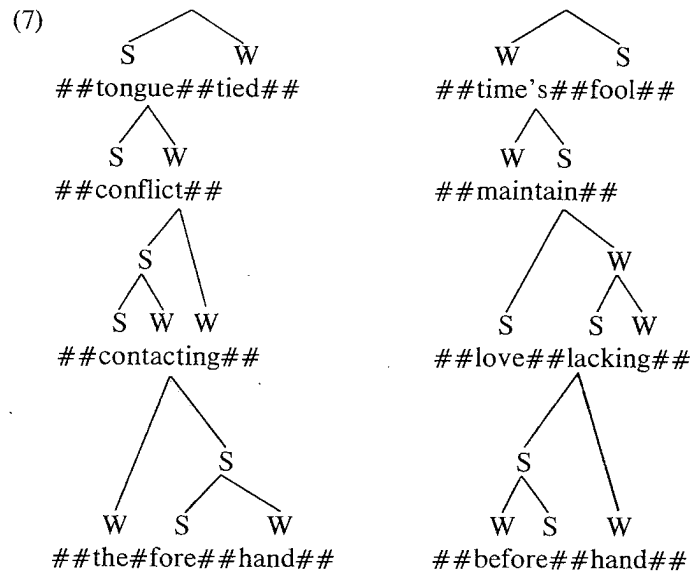 (7)
S W W S
##tongue##tied## ##time's##fool##
S W W S
##conflict## ##maintain##
S W
S W W S S W
##contacting## ##love##lacking##
S S
W S W W S W
##the#fore##hand## ##before#hand##